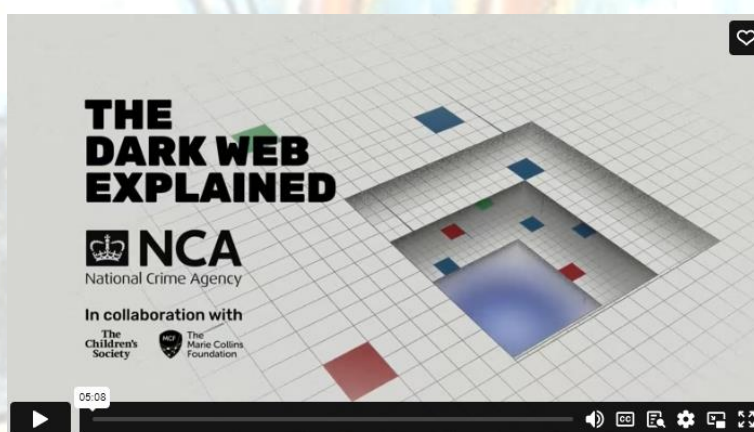 THE
DARK WEB
EXPLAINED
NCA
National Crime Agency
In collaboration with
The
Children's
Society
MCF
The
Marie Collins
Foundation
05:08
CC